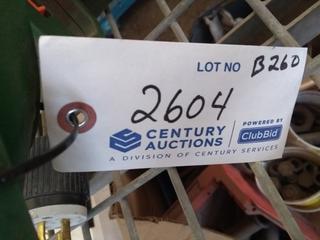 LOT NO B260
2604
CENTURY AUCTIONS
POWERED BY
ClubBid
A DIVISION OF CENTURY SERVICES